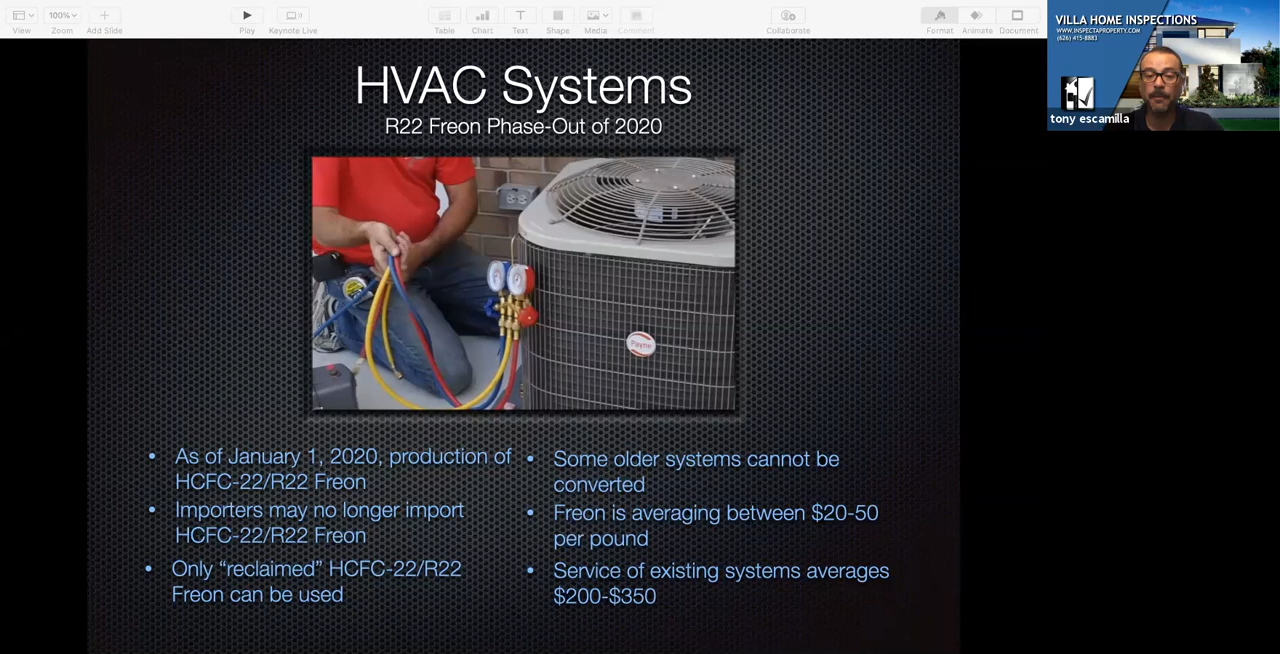 View
Zoom
Add Slide
100%
Play
Keynote Live
Table
Chart
Text
Shape
Media
Comment
Collaborate
Format
Animate
Document
VILLA HOME INSPECTIONS
WWW.INSPECTAPROPERTY.COM
(626) 415-8883
tony escamilla
HVAC Systems
R22 Freon Phase-Out of 2020
Payne
• As of January 1, 2020, production of
HCFC-22/R22 Freon
• Importers may no longer import
HCFC-22/R22 Freon
• Only “reclaimed” HCFC-22/R22
Freon can be used
• Some older systems cannot be
converted
• Freon is averaging between $20-50
per pound
• Service of existing systems averages
$200-$350